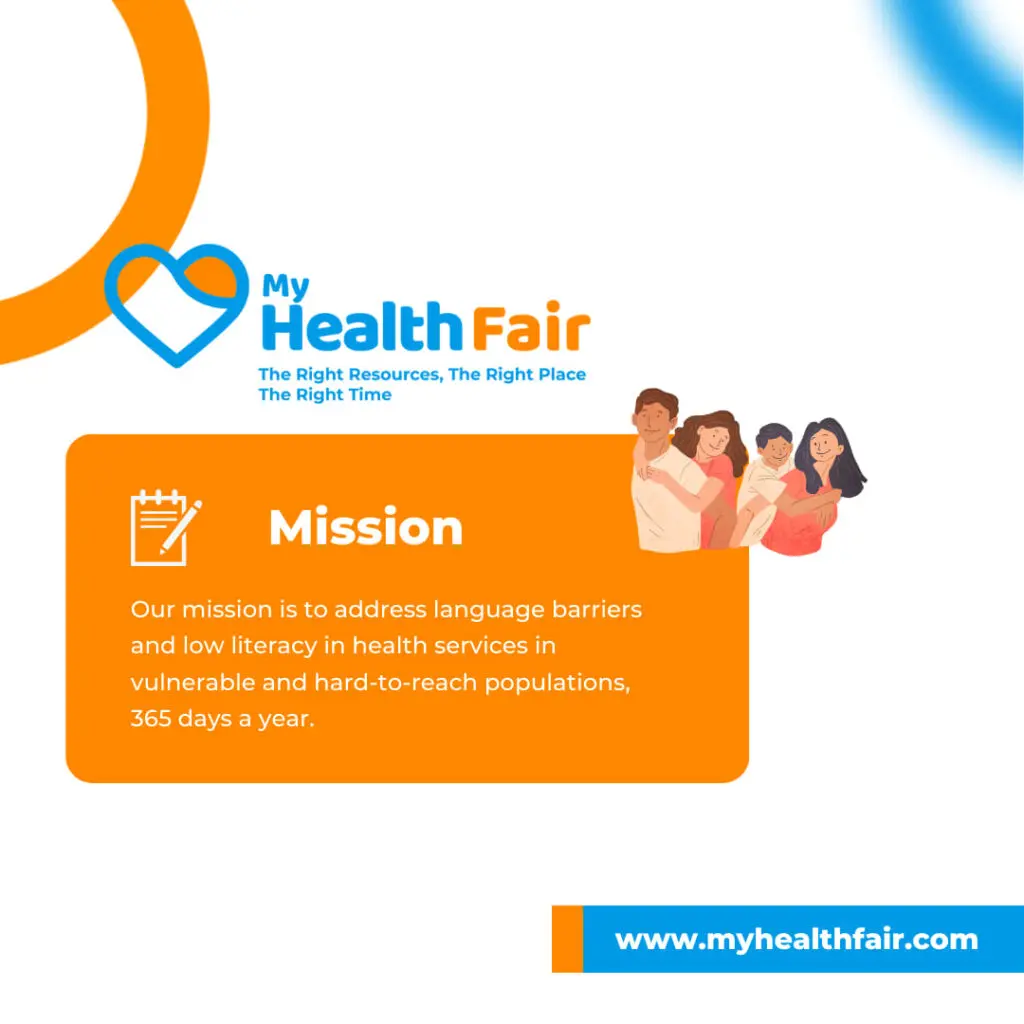 My
Health Fair
The Right Resources, The Right Place
The Right Time
Mission
Our mission is to address language barriers
and low literacy in health services in
vulnerable and hard-to-reach populations,
365 days a year.
www.myhealthfair.com